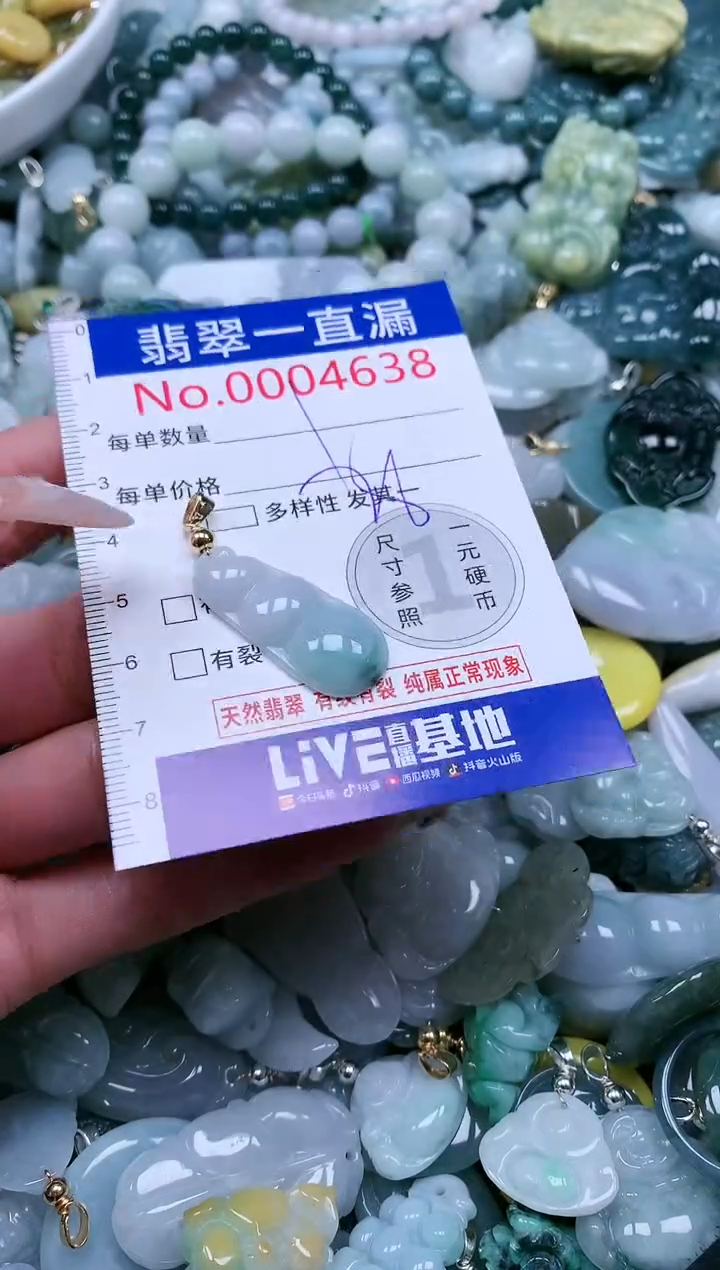 翡翠一直漏
No.0004638
每单数量
每单价格
多样性 发其一
尺寸参照
1
一元硬币
有裂
天然翡翠 有纹有裂 纯属正常现象
LiVE直播基地
今日头条 抖音 西瓜视频 抖音火山版
0
1
2
3
4
5
6
7
8